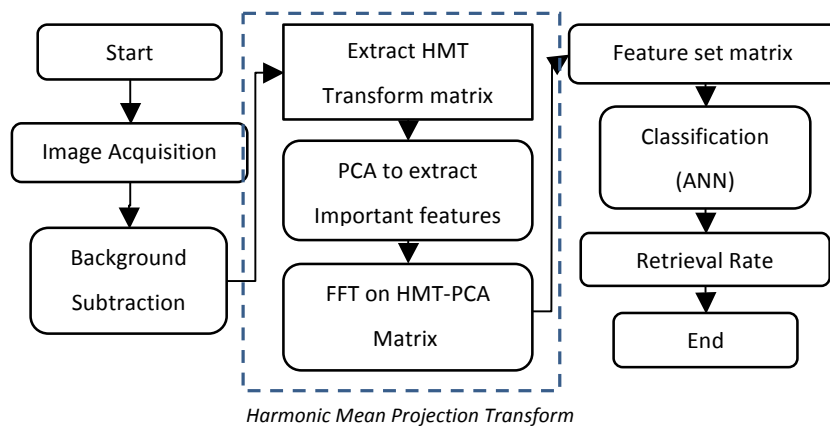 Start
Image Acquisition
Background
Subtraction
Extract HMT
Transform matrix
PCA to extract
Important features
FFT on HMT-PCA
Matrix
Harmonic Mean Projection Transform
Feature set matrix
Classification
(ANN)
Retrieval Rate
End